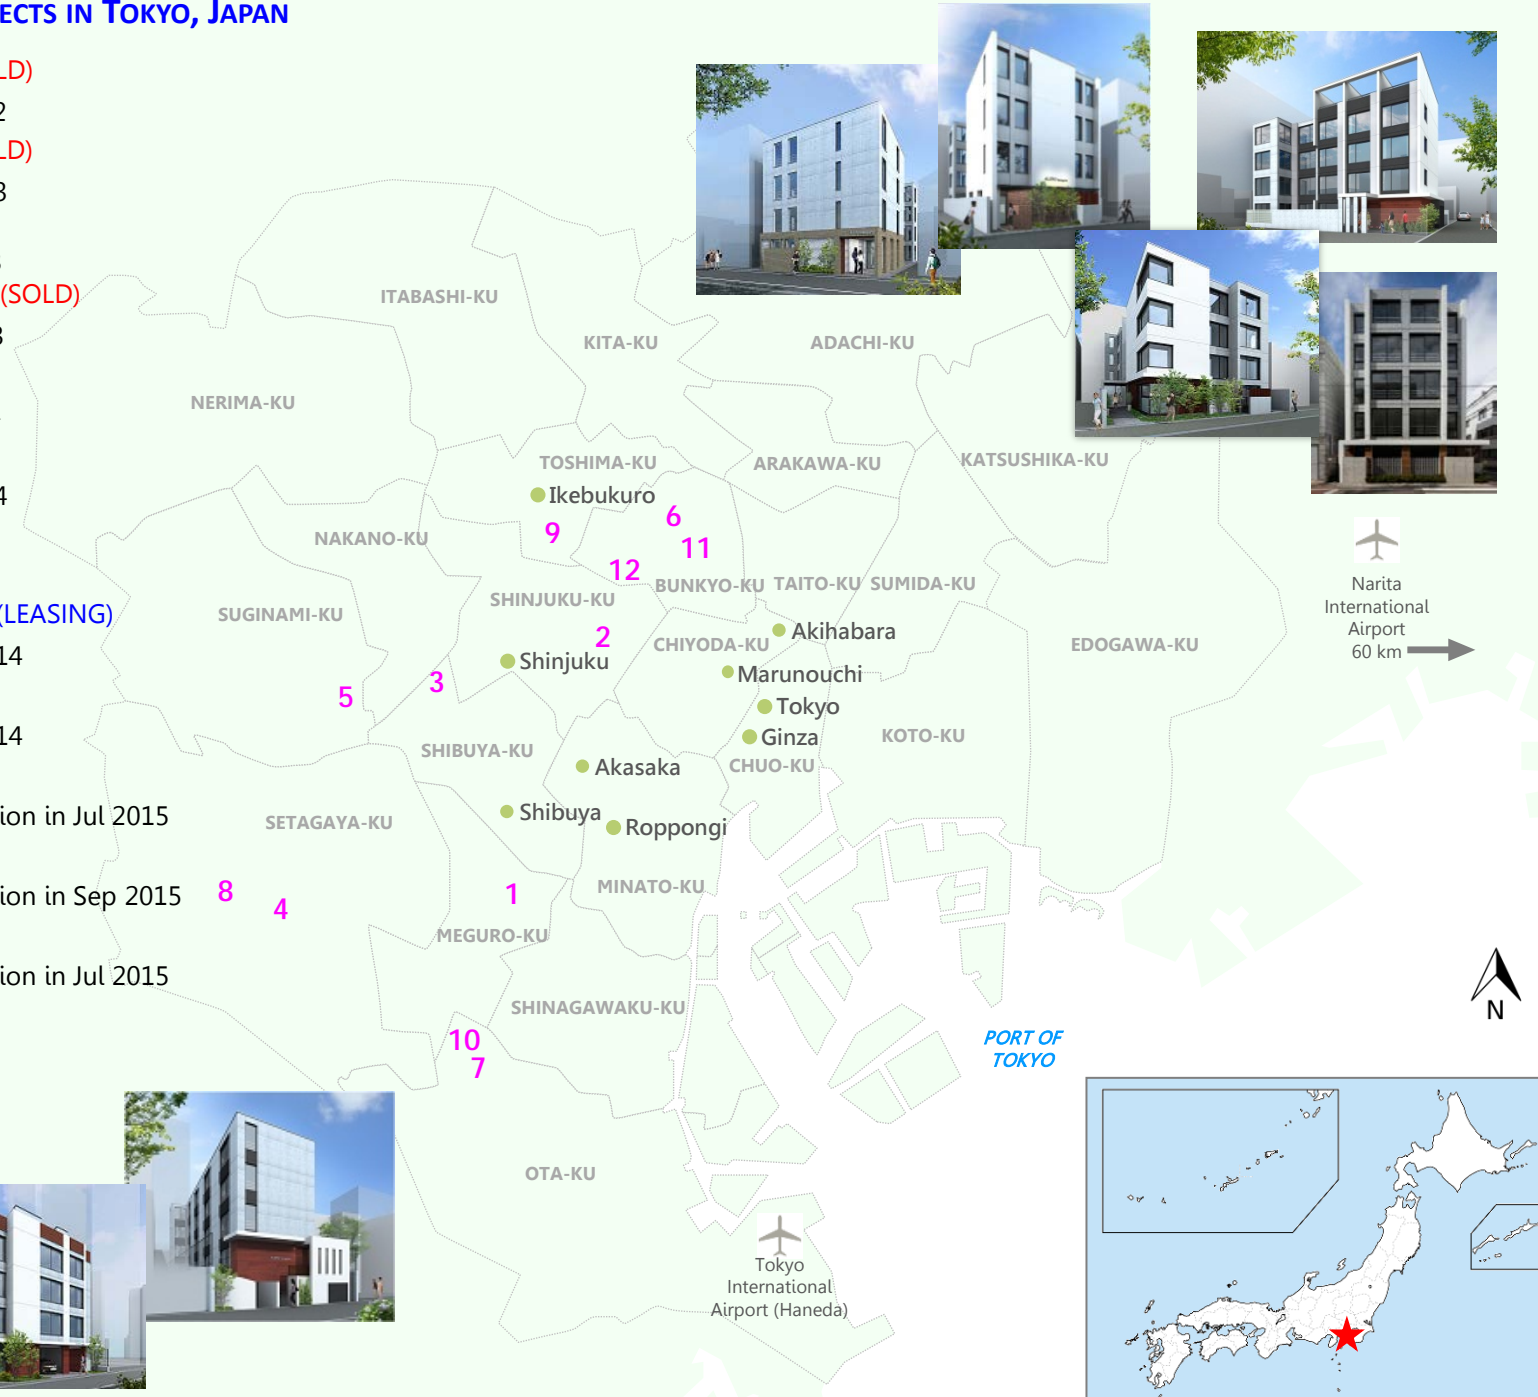 ECTS IN TOKYO, JAPAN
LD)
2
LD)
3
(SOLD)
3
4
(LEASING)
14
14
ion in Jul 2015
ion in Sep 2015
ion in Jul 2015
ITABASHI-KU
KITA-KU
ADACHI-KU
NERIMA-KU
TOSHIMA-KU
ARAKAWA-KU
KATSUSHIKA-KU
Ikebukuro
6
9
11
NAKANO-KU
12
BUNKYO-KU
TAITO-KU
SUMIDA-KU
SHINJUKU-KU
SUGINAMI-KU
2
Akihabara
CHIYODA-KU
EDOGAWA-KU
Shinjuku
Marunouchi
3
5
Tokyo
Ginza
KOTO-KU
SHIBUYA-KU
Akasaka
CHUO-KU
Shibuya
SETAGAYA-KU
Roppongi
MINATO-KU
8
4
1
MEGURO-KU
SHINAGAWAKU-KU
10
7
OTA-KU
Narita
International
Airport
60 km
PORT OF
TOKYO
N
Tokyo
International
Airport (Haneda)